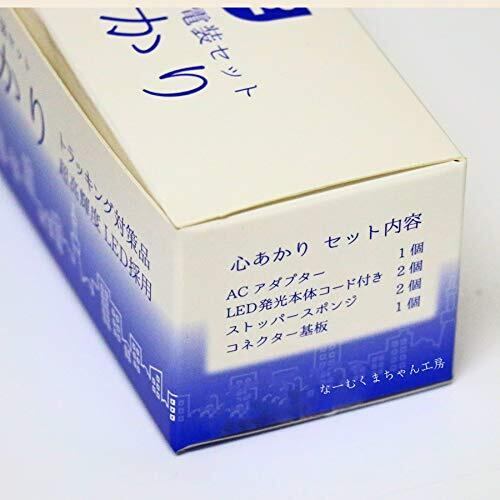 電装セット
かり
装セット
かり
トラッキング対策品
超高輝度LED採用
心あかり セット内容
ACアダプター 1個
LED発光本体コード付き 2個
ストッパースポンジ 2個
コネクター基板 1個
なーむくまちゃん工房